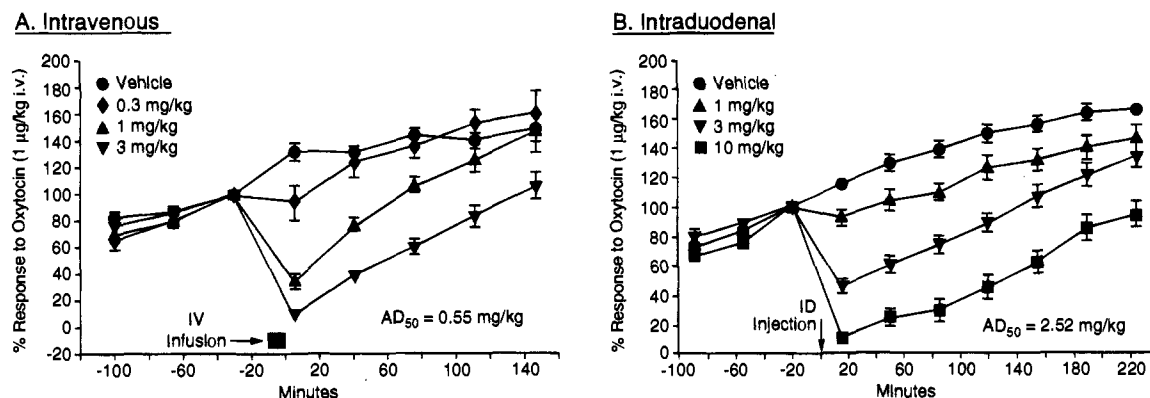 A. Intravenous
% Response to Oxytocin (1 µg/kg i.v.)
200
180
160
140
120
100
80
60
40
20
0
-20
Vehicle
0.3 mg/kg
1 mg/kg
3 mg/kg
IV
Infusion
AD50 = 0.55 mg/kg
-100
-60
-20
20
60
100
140
Minutes
B. Intraduodenal
% Response to Oxytocin (1 µg/kg i.v.)
200
180
160
140
120
100
80
60
40
20
0
Vehicle
1 mg/kg
3 mg/kg
10 mg/kg
ID
Injection
AD50 = 2.52 mg/kg
-100
-60
-20
20
60
100
140
180
220
Minutes